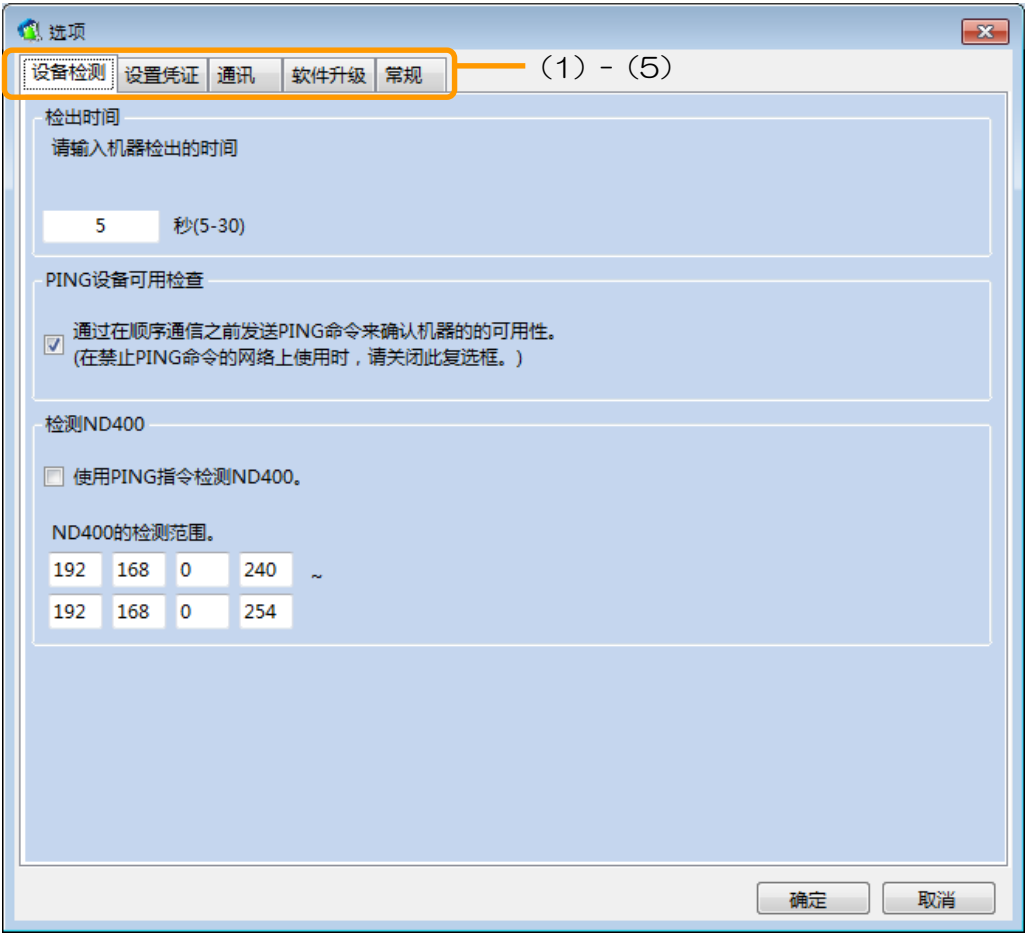 选项
设备检测 设置凭证 通讯 软件升级 常规 （1）-（5）
检出时间
请输入机器检出的时间
5 秒(5-30)
PING设备可用检查
通过在顺序通信之前发送PING命令来确认机器的的可用性。
(在禁止PING命令的网络上使用时，请关闭此复选框。)
检测ND400
使用PING指令检测ND400。
ND400的检测范围。
192 168 0 240 ~
192 168 0 254
确定 取消